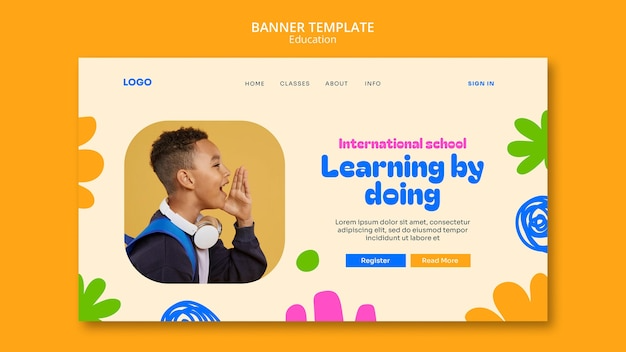 BANNER TEMPLATE
Education
LOGO
HOME CLASSES ABOUT INFO
SIGN IN
International school
Learning by
doing
Lorem ipsum dolor sit amet, consectetur
adipiscing elit, sed do eiusmod tempor
incididunt ut labore et
Register
Read More